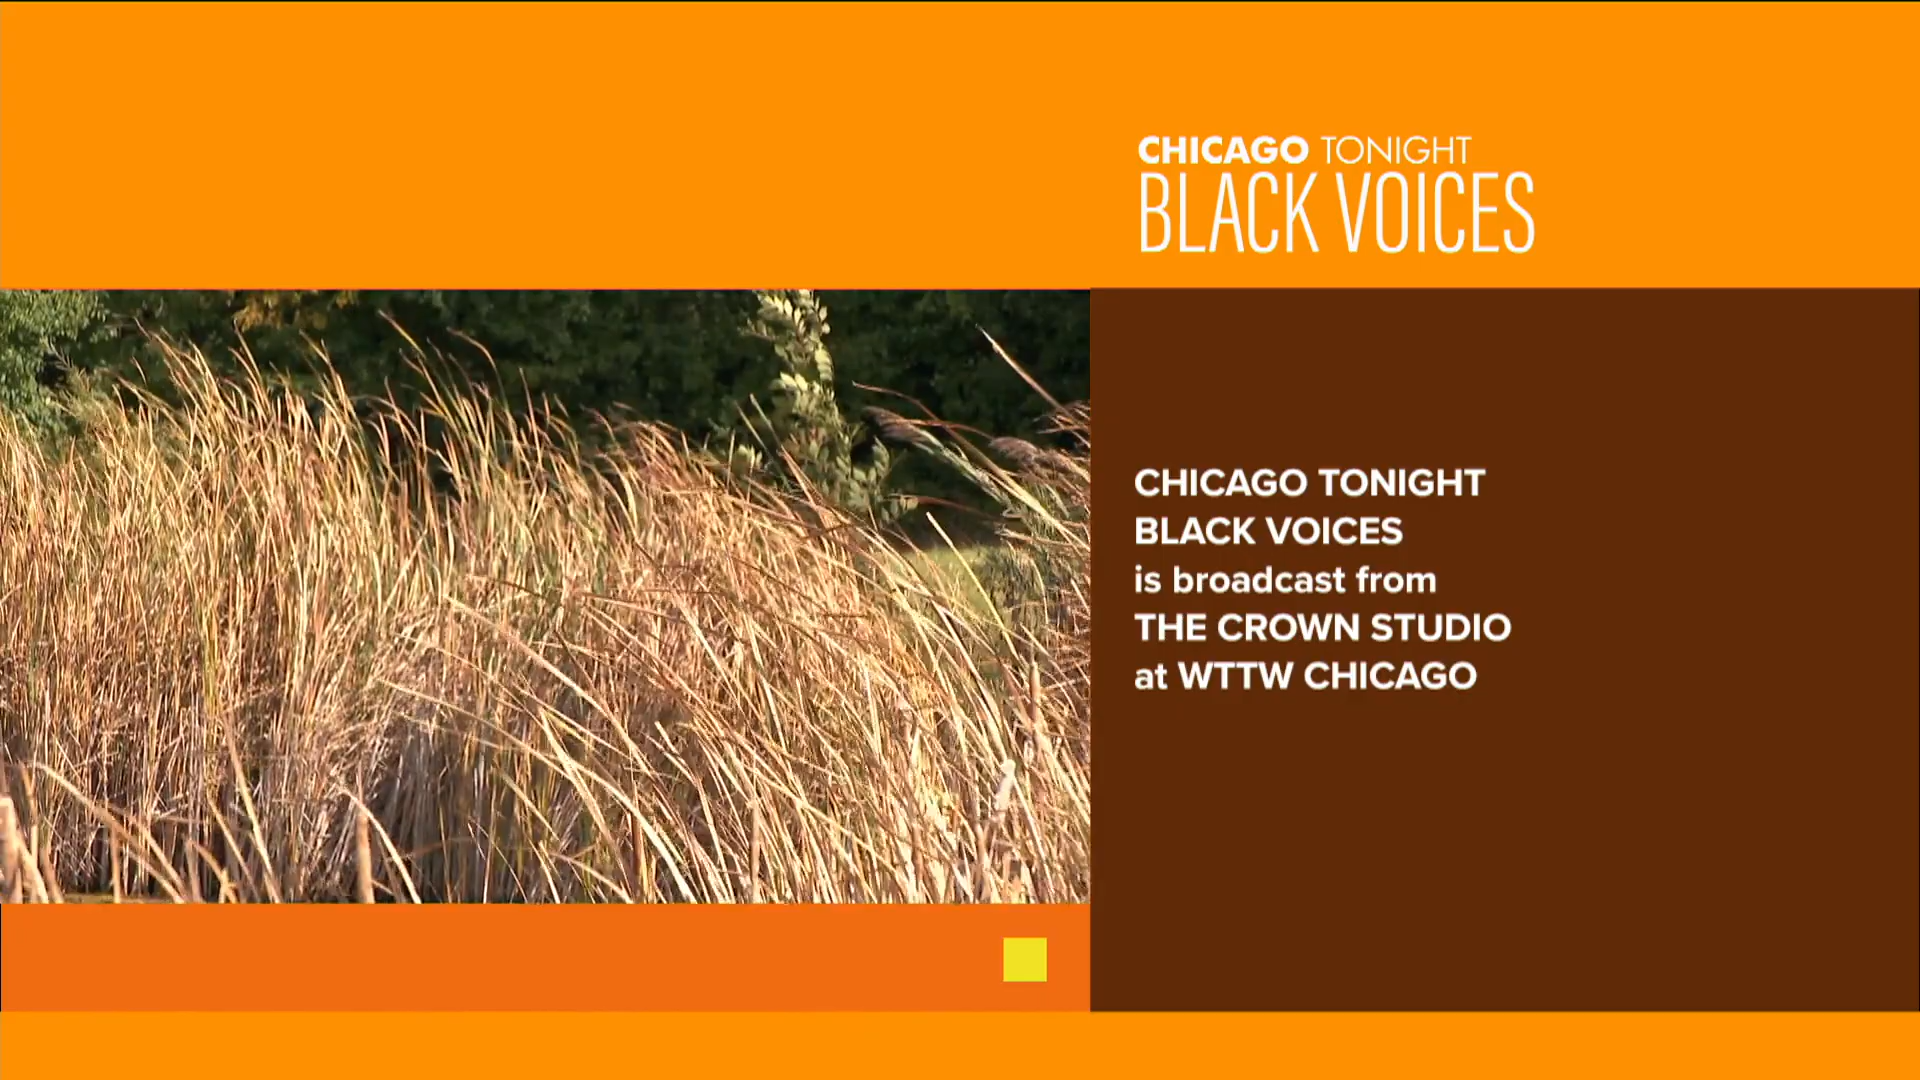 CHICAGO TONIGHT
BLACK VOICES
CHICAGO TONIGHT
BLACK VOICES
is broadcast from
THE CROWN STUDIO
at WTTW CHICAGO